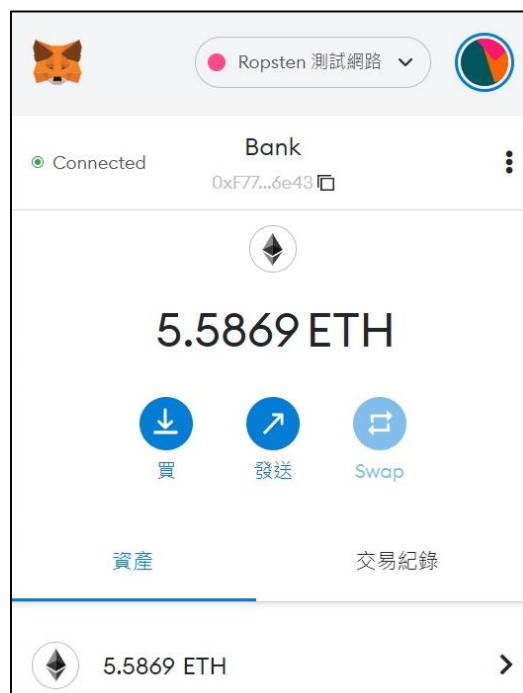 Ropsten 測試網路
Connected
Bank
0xF77...6e43
5.5869 ETH
買
發送
Swap
資產
交易紀錄
5.5869 ETH